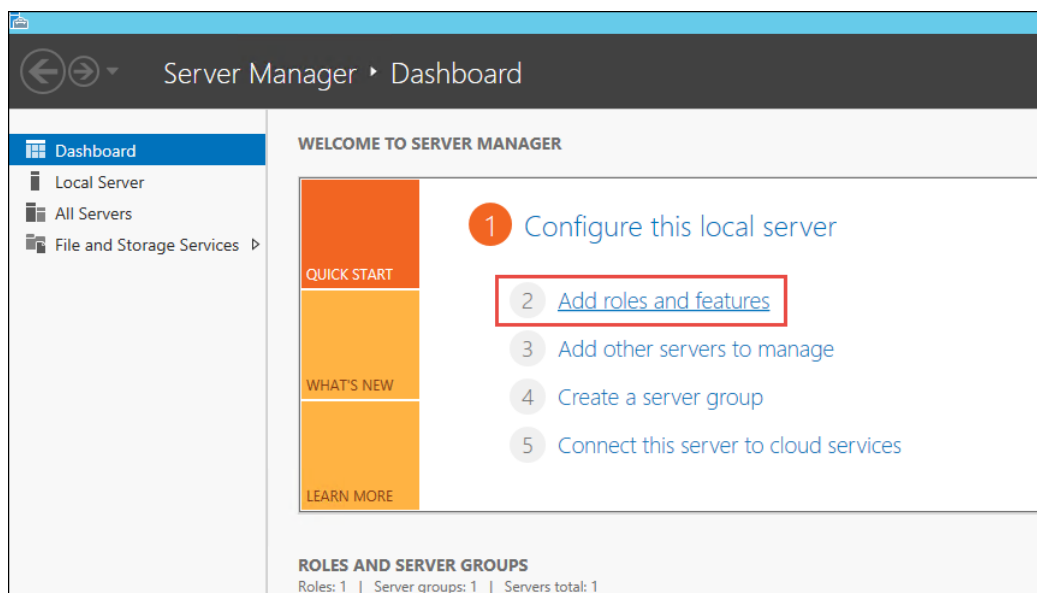 Server Manager ‣ Dashboard
Dashboard
Local Server
All Servers
File and Storage Services
WELCOME TO SERVER MANAGER
QUICK START
WHAT'S NEW
LEARN MORE
1 Configure this local server
2 Add roles and features
3 Add other servers to manage
4 Create a server group
5 Connect this server to cloud services
ROLES AND SERVER GROUPS
Roles: 1 | Server groups: 1 | Servers total: 1